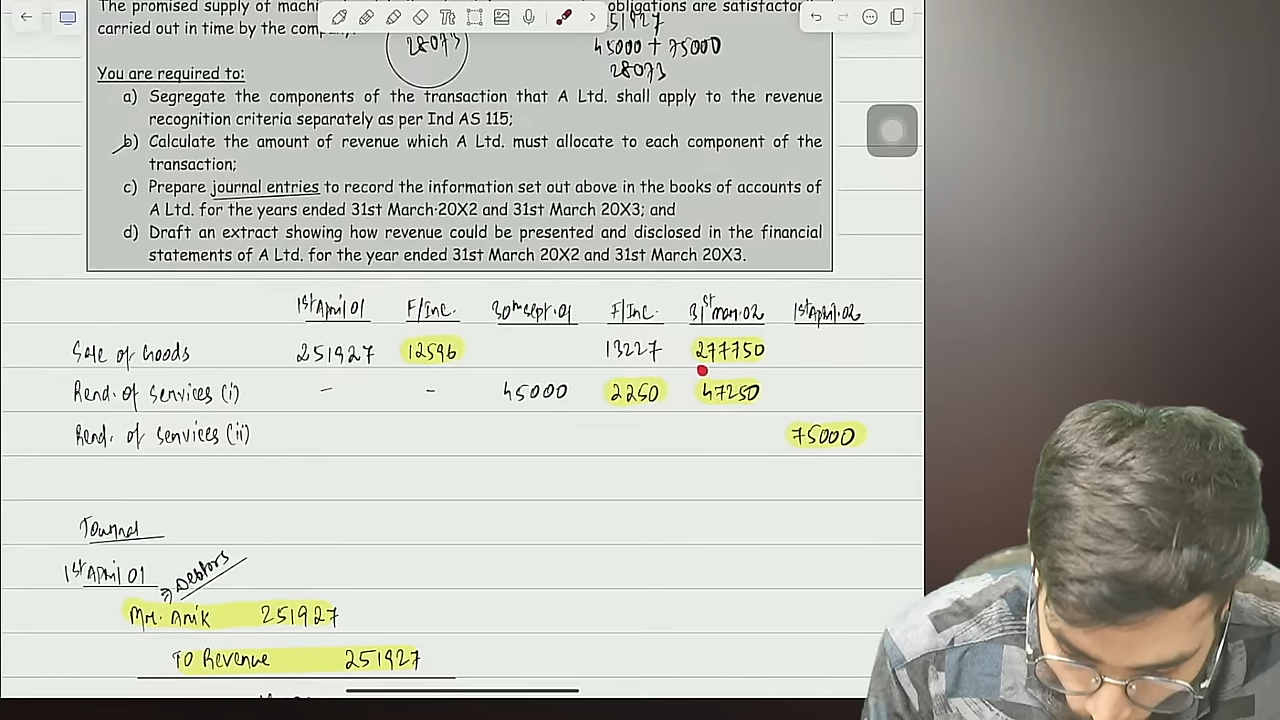 The promised supply of machi obligations are satisfactor
carried out in time by the comp
28073
51927
45000 + 75000
28073
You are required to:
a) Segregate the components of the transaction that A Ltd. shall apply to the revenue
recognition criteria separately as per Ind AS 115;
b) Calculate the amount of revenue which A Ltd. must allocate to each component of the
transaction;
c) Prepare journal entries to record the information set out above in the books of accounts of
A Ltd. for the years ended 31st March·20X2 and 31st March 20X3; and
d) Draft an extract showing how revenue could be presented and disclosed in the financial
statements of A Ltd. for the year ended 31st March 20X2 and 31st March 20X3.
1st April 01 F/Inc. 30th Sept.01 F/Inc. 31st mar.02 1st April.02
Sale of Goods 251927 12596 13227 277750
Rend. of Services (i) - - 45000 2250 47250
Rend. of Services (ii) 75000
Journal
1st April 01
⇒ Debtors
Mr. Anik 251927
To Revenue 251927